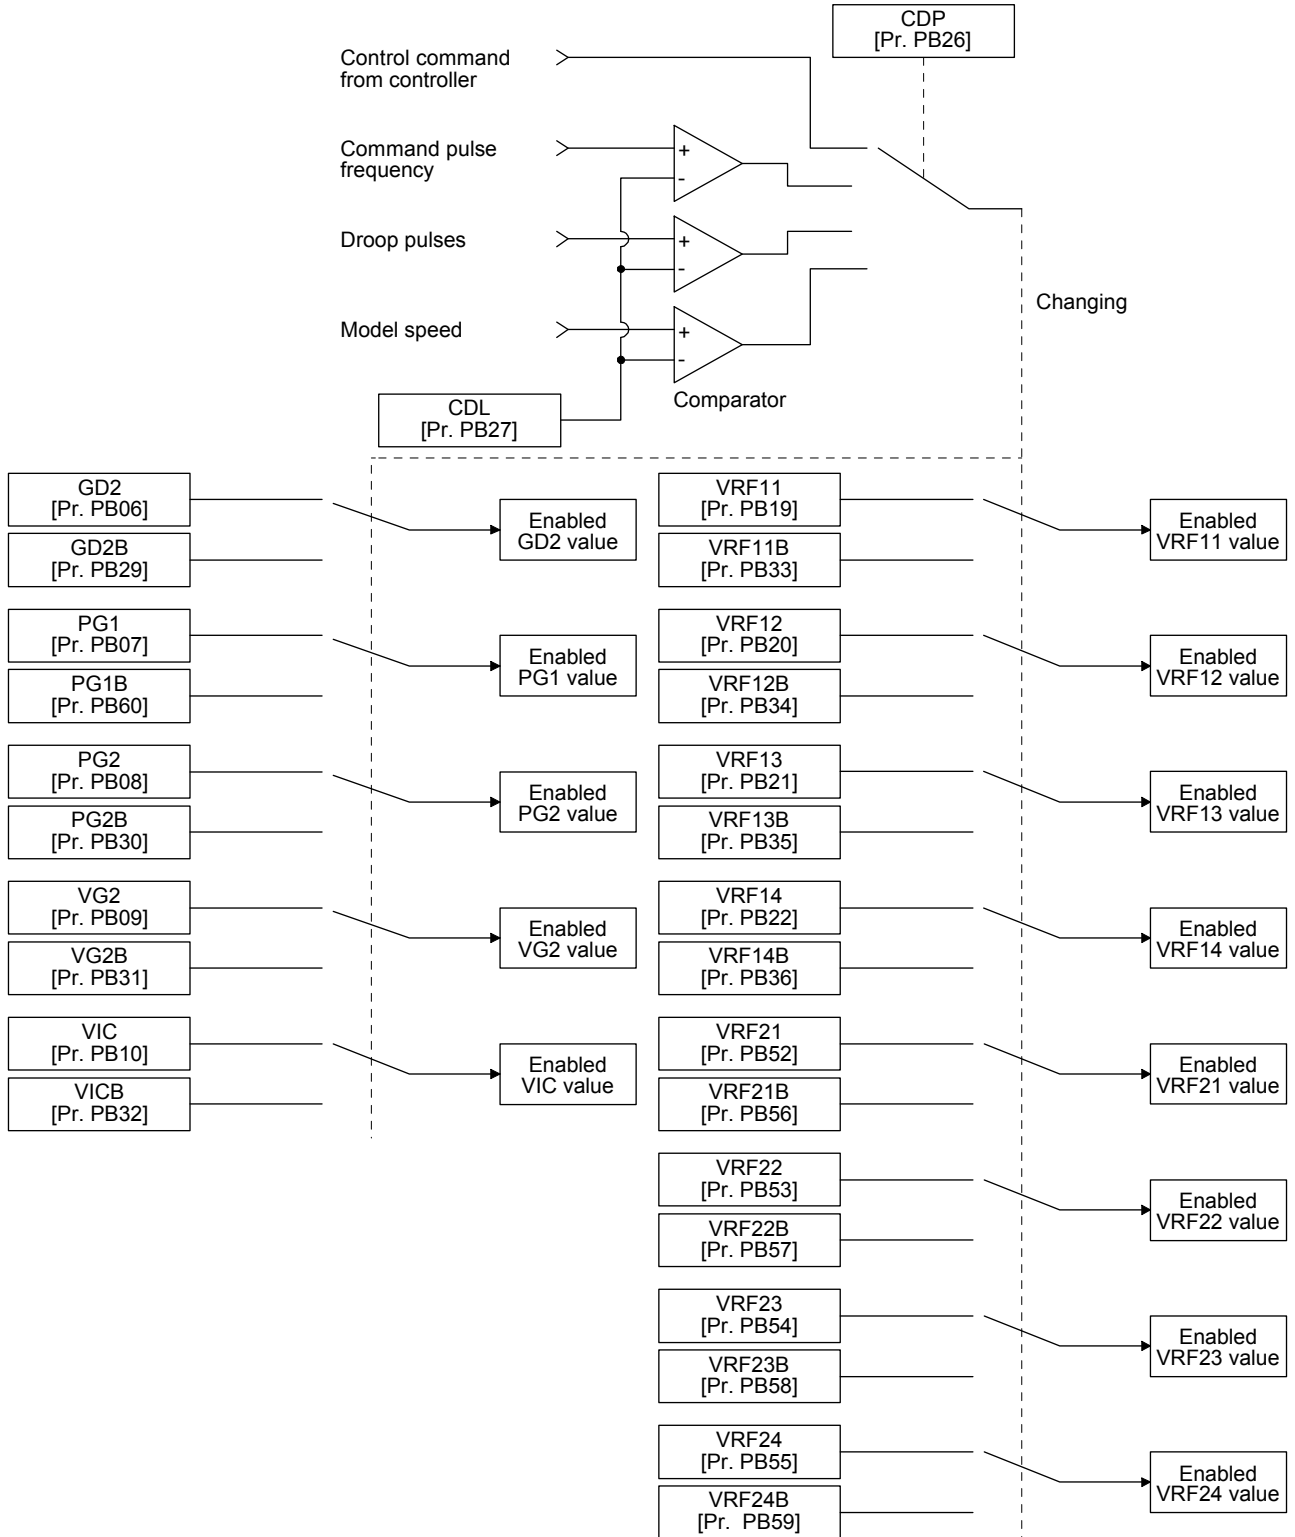 CDP
[Pr. PB26]
Control command
from controller
Command pulse
frequency
+
-
Droop pulses
+
-
Changing
Model speed
+
-
Comparator
CDL
[Pr. PB27]
GD2
[Pr. PB06]
Enabled
GD2 value
GD2B
[Pr. PB29]
PG1
[Pr. PB07]
Enabled
PG1 value
PG1B
[Pr. PB60]
PG2
[Pr. PB08]
Enabled
PG2 value
PG2B
[Pr. PB30]
VG2
[Pr. PB09]
Enabled
VG2 value
VG2B
[Pr. PB31]
VIC
[Pr. PB10]
Enabled
VIC value
VICB
[Pr. PB32]
VRF11
[Pr. PB19]
Enabled
VRF11 value
VRF11B
[Pr. PB33]
VRF12
[Pr. PB20]
Enabled
VRF12 value
VRF12B
[Pr. PB34]
VRF13
[Pr. PB21]
Enabled
VRF13 value
VRF13B
[Pr. PB35]
VRF14
[Pr. PB22]
Enabled
VRF14 value
VRF14B
[Pr. PB36]
VRF21
[Pr. PB52]
Enabled
VRF21 value
VRF21B
[Pr. PB56]
VRF22
[Pr. PB53]
Enabled
VRF22 value
VRF22B
[Pr. PB57]
VRF23
[Pr. PB54]
Enabled
VRF23 value
VRF23B
[Pr. PB58]
VRF24
[Pr. PB55]
Enabled
VRF24 value
VRF24B
[Pr. PB59]